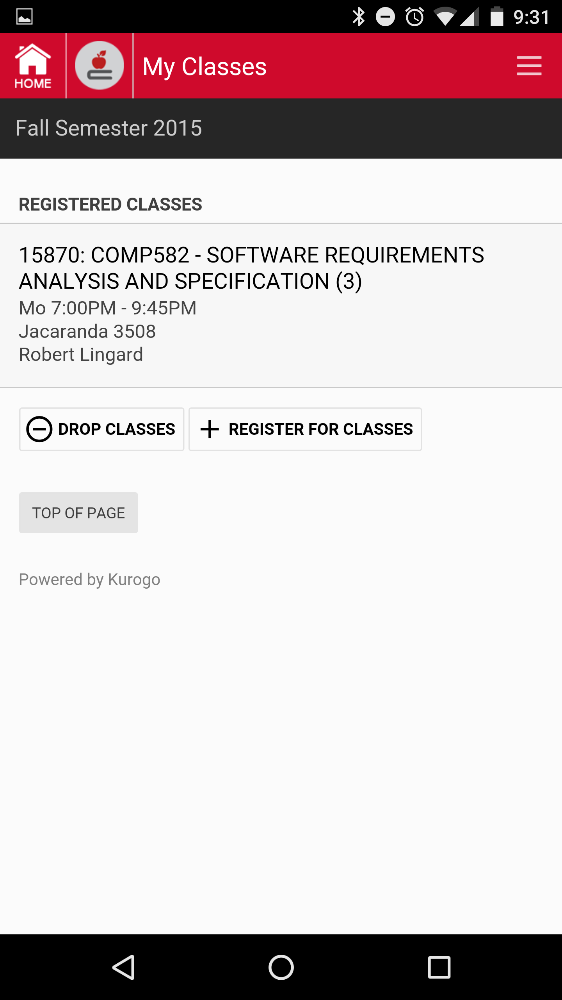 9:31
HOME
My Classes
Fall Semester 2015
REGISTERED CLASSES
15870: COMP582 - SOFTWARE REQUIREMENTS
ANALYSIS AND SPECIFICATION (3)
Mo 7:00PM - 9:45PM
Jacaranda 3508
Robert Lingard
DROP CLASSES
REGISTER FOR CLASSES
TOP OF PAGE
Powered by Kurogo